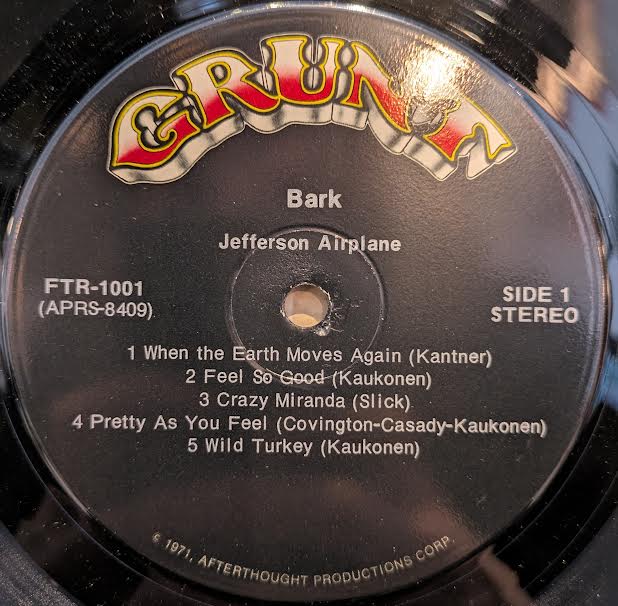 GRUNT
Bark
Jefferson Airplane
FTR-1001
(APRS-8409)
SIDE 1
STEREO
1 When the Earth Moves Again (Kantner)
2 Feel So Good (Kaukonen)
3 Crazy Miranda (Slick)
4 Pretty As You Feel (Covington-Casady-Kaukonen)
5 Wild Turkey (Kaukonen)
© 1971, AFTERTHOUGHT PRODUCTIONS CORP.